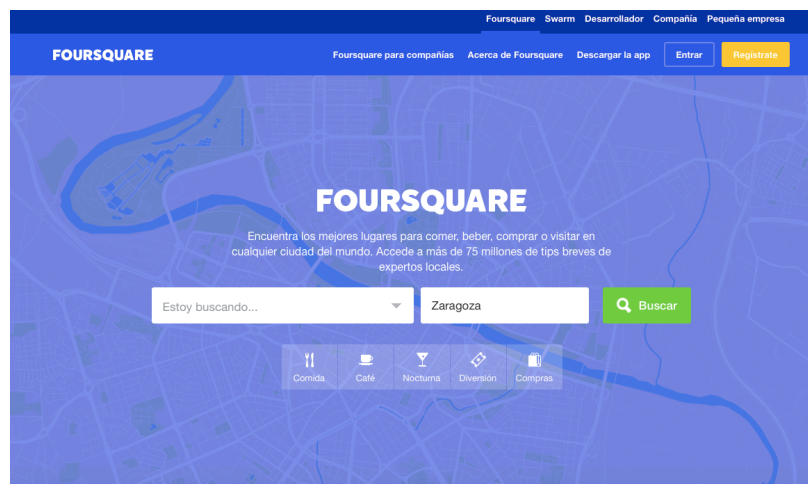 Foursquare Swarm Desarrollador Compañía Pequeña empresa
FOURSQUARE Foursquare para compañías Acerca de Foursquare Descargar la app Entrar Regístrate
FOURSQUARE
Encuentra los mejores lugares para comer, beber, comprar o visitar en
cualquier ciudad del mundo. Accede a más de 75 millones de tips breves de
expertos locales.
Estoy buscando... Zaragoza Buscar
Comida Café Nocturna Diversión Compras